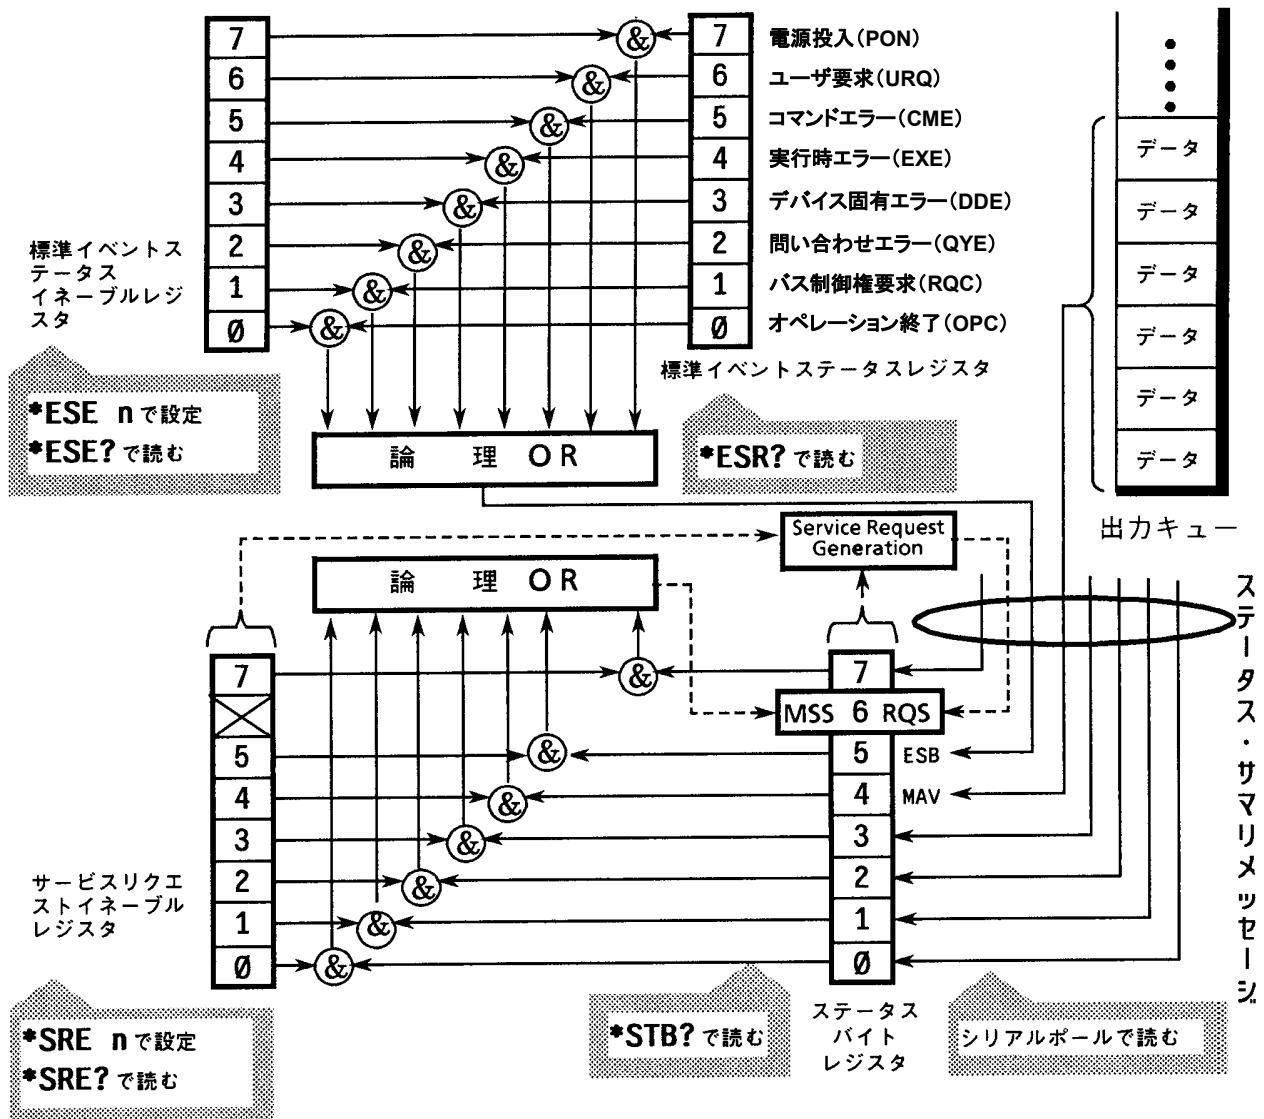 7
6
5
4
3
2
1
0
標準イベントス
テータス
イネーブルレジ
スタ
*ESE nで設定
*ESE?で読む
&
&
&
&
&
&
&
&
7 電源投入(PON)
6 ユーザ要求(URQ)
5 コマンドエラー(CME)
4 実行時エラー(EXE)
3 デバイス固有エラー(DDE)
2 問い合わせエラー(QYE)
1 バス制御権要求(RQC)
0 オペレーション終了(OPC)
標準イベントステータスレジスタ
*ESR?で読む
論 理 OR
データ
データ
データ
データ
データ
データ
出力キュー
Service Request
Generation
論 理 OR
7
5
4
3
2
1
0
サービスリクエ
ストイネーブル
レジスタ
*SRE nで設定
*SRE?で読む
&
&
&
&
&
&
&
7
MSS 6 RQS
5 ESB
4 MAV
3
2
1
0
ステータス
バイト
レジスタ
*STB?で読む
シリアルポールで読む
ステータス・サマリメッセージ